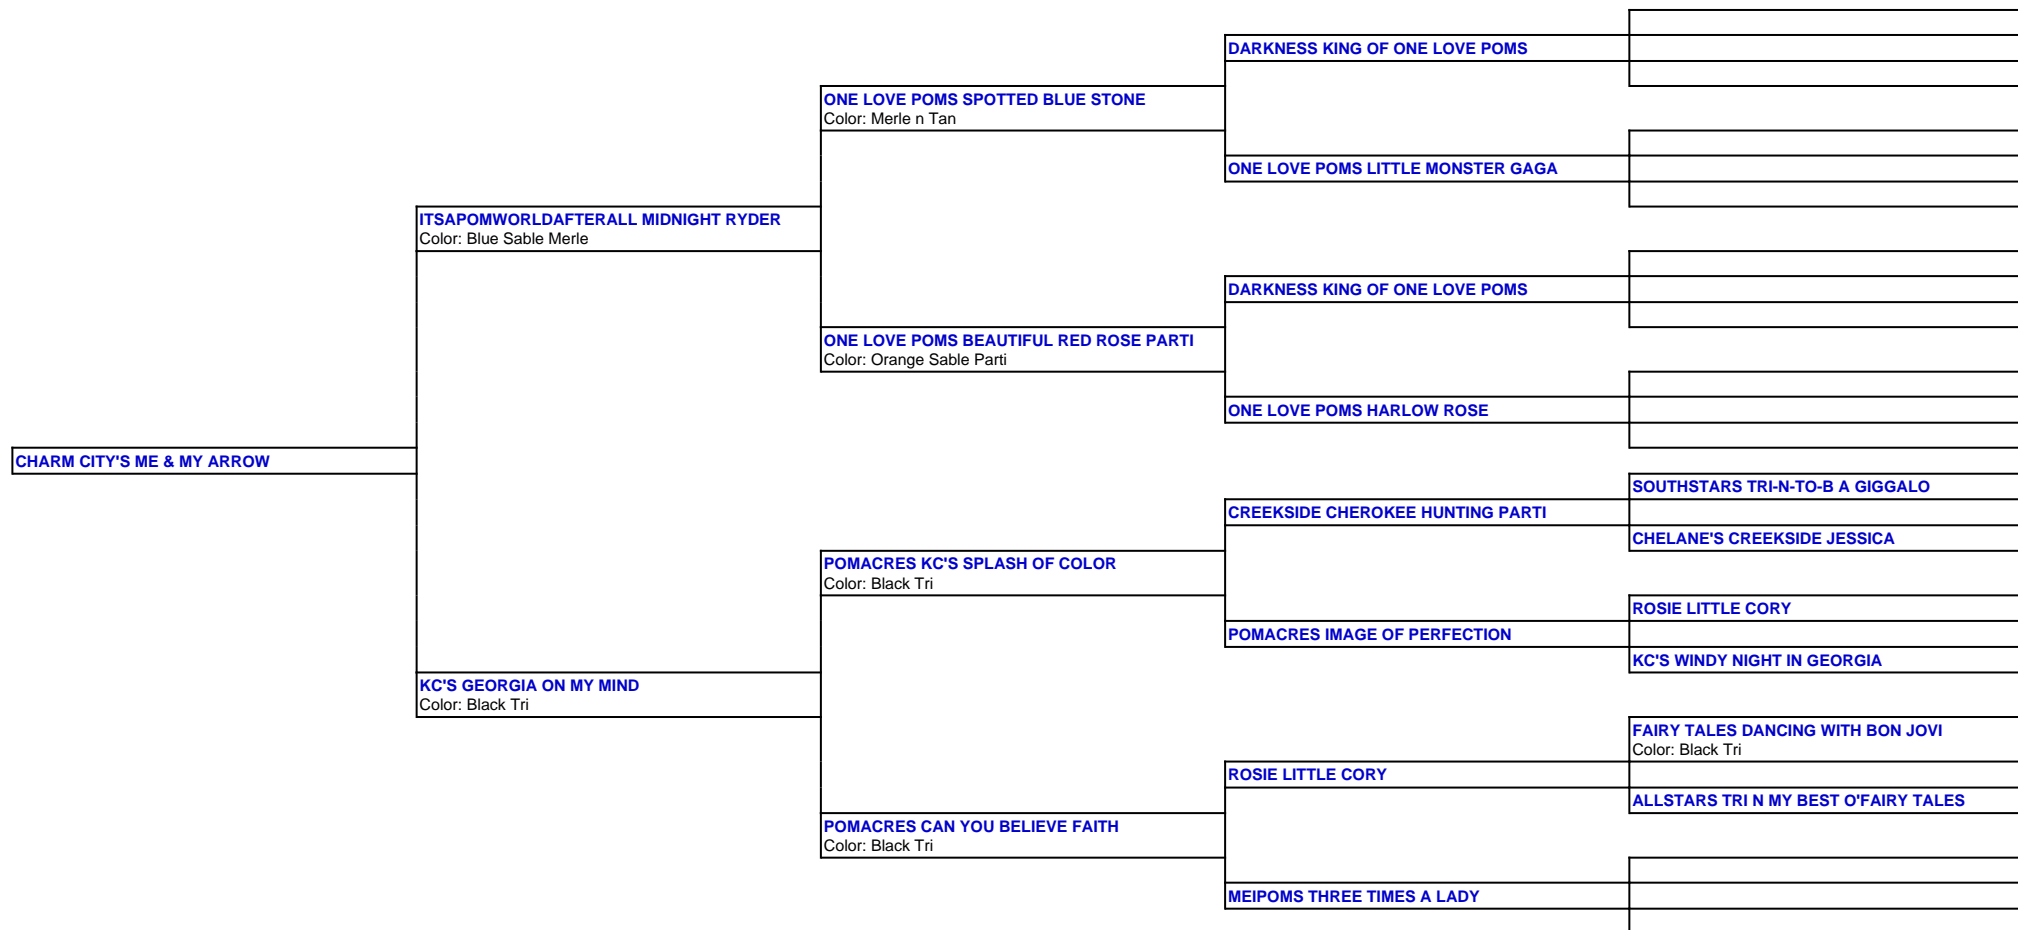 DARKNESS KING OF ONE LOVE POMS
ONE LOVE POMS SPOTTED BLUE STONE
Color: Merle n Tan
ONE LOVE POMS LITTLE MONSTER GAGA
ITSAPOMWORLDAFTERALL MIDNIGHT RYDER
Color: Blue Sable Merle
DARKNESS KING OF ONE LOVE POMS
ONE LOVE POMS BEAUTIFUL RED ROSE PARTI
Color: Orange Sable Parti
ONE LOVE POMS HARLOW ROSE
CHARM CITY'S ME & MY ARROW
SOUTHSTARS TRI-N-TO-B A GIGGALO
CREEKSIDE CHEROKEE HUNTING PARTI
CHELANE'S CREEKSIDE JESSICA
POMACRES KC'S SPLASH OF COLOR
Color: Black Tri
ROSIE LITTLE CORY
POMACRES IMAGE OF PERFECTION
KC'S WINDY NIGHT IN GEORGIA
KC'S GEORGIA ON MY MIND
Color: Black Tri
FAIRY TALES DANCING WITH BON JOVI
Color: Black Tri
ROSIE LITTLE CORY
ALLSTARS TRI N MY BEST O'FAIRY TALES
POMACRES CAN YOU BELIEVE FAITH
Color: Black Tri
MEIPOMS THREE TIMES A LADY